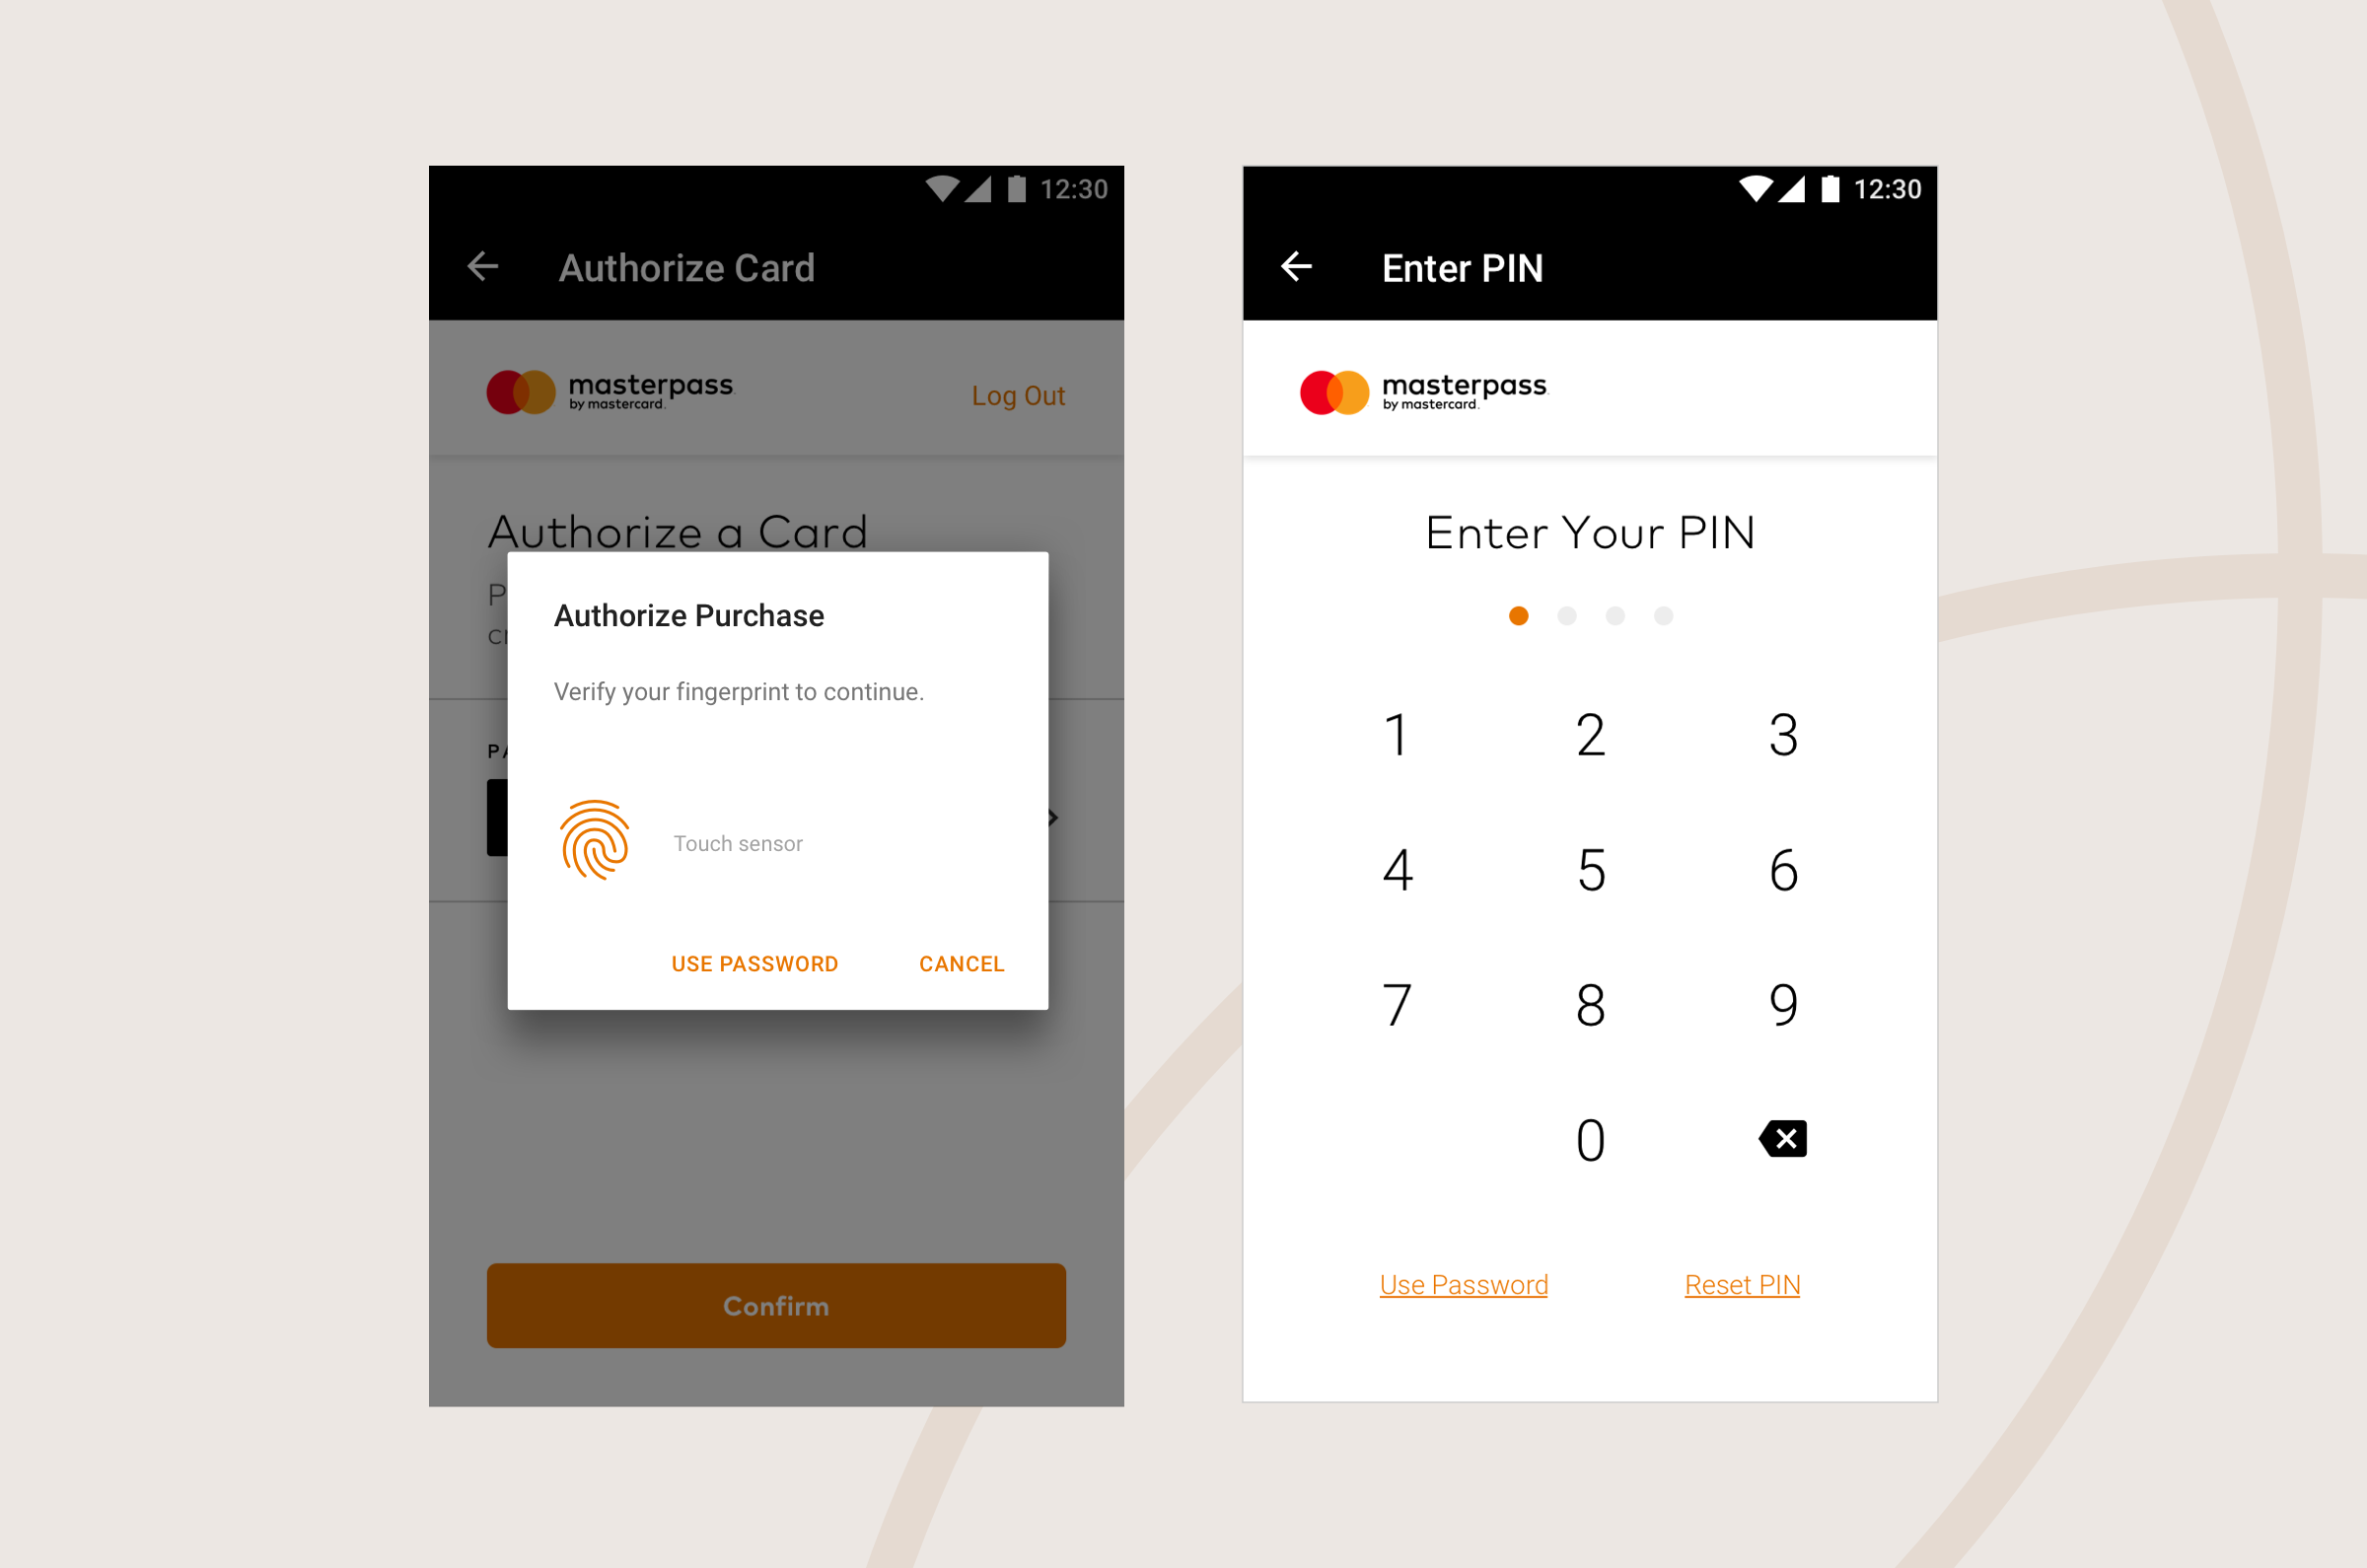 12:30
Authorize Card
masterpass
by mastercard.
Log Out
Authorize a Card
Authorize Purchase
Verify your fingerprint to continue.
Touch sensor
USE PASSWORD CANCEL
Confirm
12:30
Enter PIN
masterpass
by mastercard.
Enter Your PIN
1 2 3
4 5 6
7 8 9
0
Use Password Reset PIN